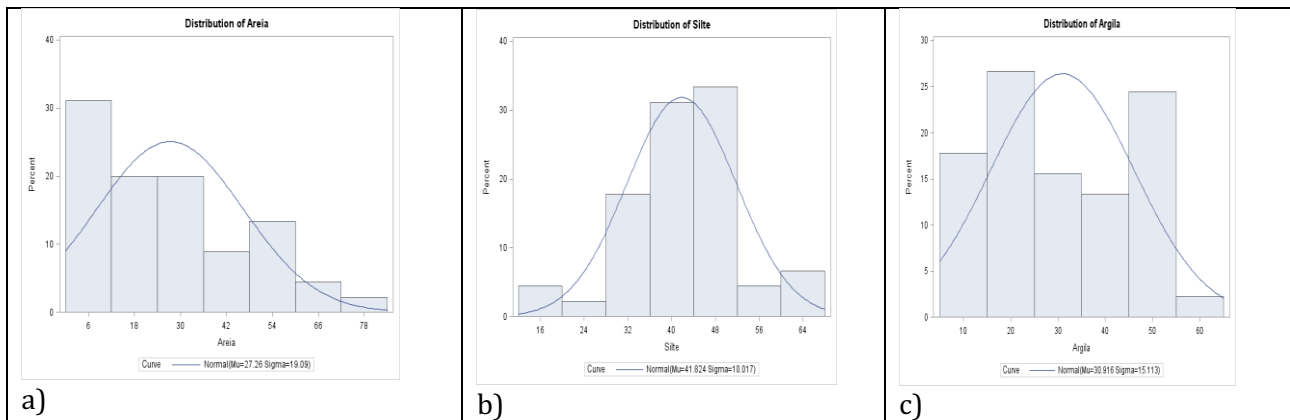 Distribution of Areia
40
30
20
10
0
Percent
6 18 30 42 54 66 78
Areia
Curve Normal(Mu=27.26 Sigma=19.09)
a)
Distribution of Silte
40
30
20
10
0
Percent
16 24 32 40 48 56 64
Silte
Curve Normal(Mu=41.824 Sigma=10.017)
b)
Distribution of Argila
30
25
20
15
10
5
0
Percent
10 20 30 40 50 60
Argila
Curve Normal(Mu=30.916 Sigma=15.113)
c)